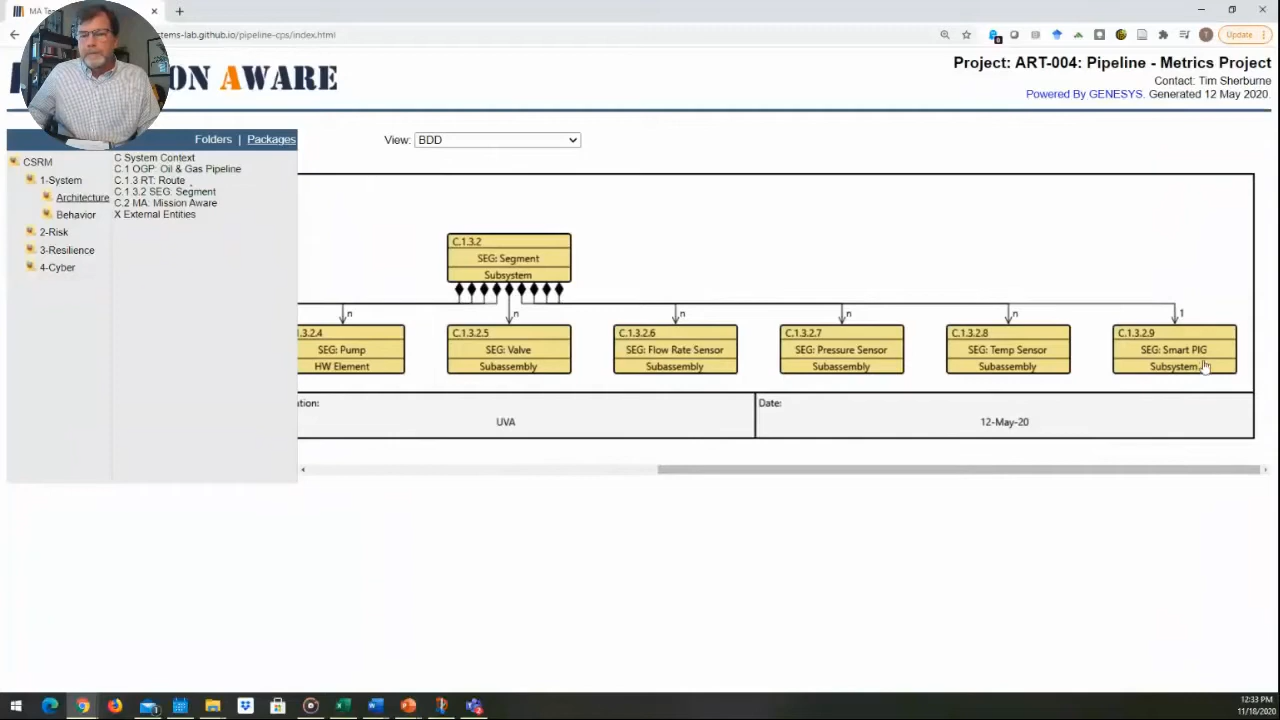 MA Te
stems-lab.github.io/pipeline-cps/index.html
Update
ON AWARE
Project: ART-004: Pipeline - Metrics Project
Contact: Tim Sherburne
Powered By GENESYS. Generated 12 May 2020.
Folders | Packages
View: BDD
CSRM
1-System
Architecture
Behavior
2-Risk
3-Resilience
4-Cyber
C System Context
C.1 OGP: Oil & Gas Pipeline
C.1.3 RT: Route
C.1.3.2 SEG: Segment
C.2 MA: Mission Aware
X External Entities
C.1.3.2
SEG: Segment
Subsystem
n
n
n
n
n
1
.1.3.2.4
SEG: Pump
HW Element
C.1.3.2.5
SEG: Valve
Subassembly
C.1.3.2.6
SEG: Flow Rate Sensor
Subassembly
C.1.3.2.7
SEG: Pressure Sensor
Subassembly
C.1.3.2.8
SEG: Temp Sensor
Subassembly
C.1.3.2.9
SEG: Smart PIG
Subsystem
ation:
UVA
Date:
12-May-20
12:33 PM
11/18/2020